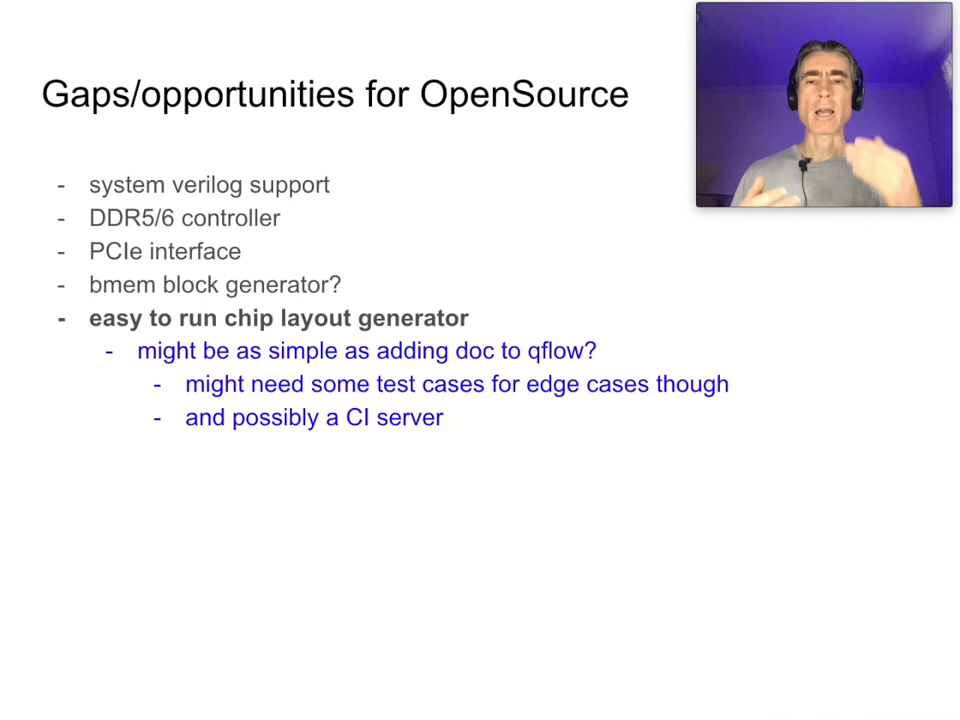 Gaps/opportunities for OpenSource
- system verilog support
- DDR5/6 controller
- PCIe interface
- bmem block generator?
- easy to run chip layout generator
- might be as simple as adding doc to qflow?
- might need some test cases for edge cases though
- and possibly a CI server